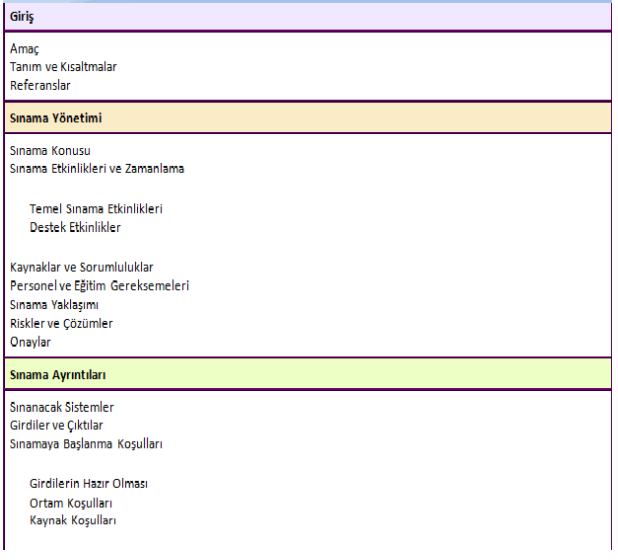 Giriş
Amaç
Tanım ve Kısaltmalar
Referanslar
Sınama Yönetimi
Sınama Konusu
Sınama Etkinlikleri ve Zamanlama
Temel Sınama Etkinlikleri
Destek Etkinlikler
Kaynaklar ve Sorumluluklar
Personel ve Eğitim Gereksemeleri
Sınama Yaklaşımı
Riskler ve Çözümler
Onaylar
Sınama Ayrıntıları
Sınanacak Sistemler
Girdiler ve Çıktılar
Sınamaya Başlanma Koşulları
Girdilerin Hazır Olması
Ortam Koşulları
Kaynak Koşulları